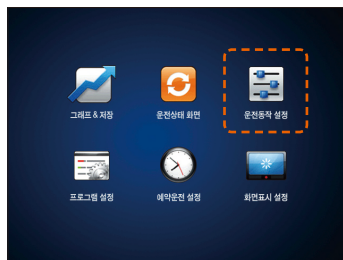 그래프 & 저장
운전상태 화면
운전동작 설정
프로그램 설정
예약운전 설정
화면표시 설정